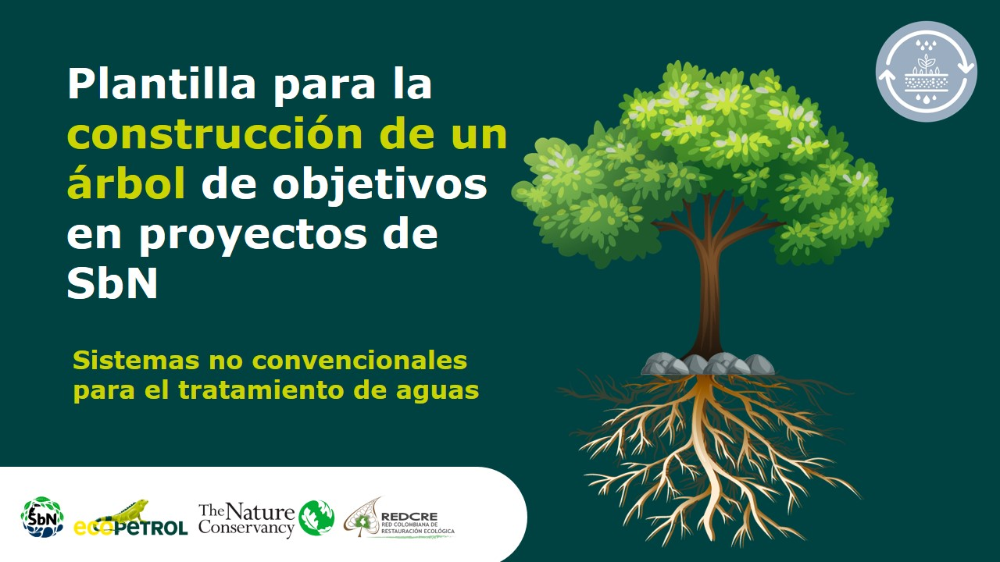 Plantilla para la
construcción de un
árbol de objetivos
en proyectos de
SbN
Sistemas no convencionales
para el tratamiento de aguas
SbN
ecoPETROL
The Nature
Conservancy
REDCRE
RED COLOMBIANA DE
RESTAURACIÓN ECOLÓGICA